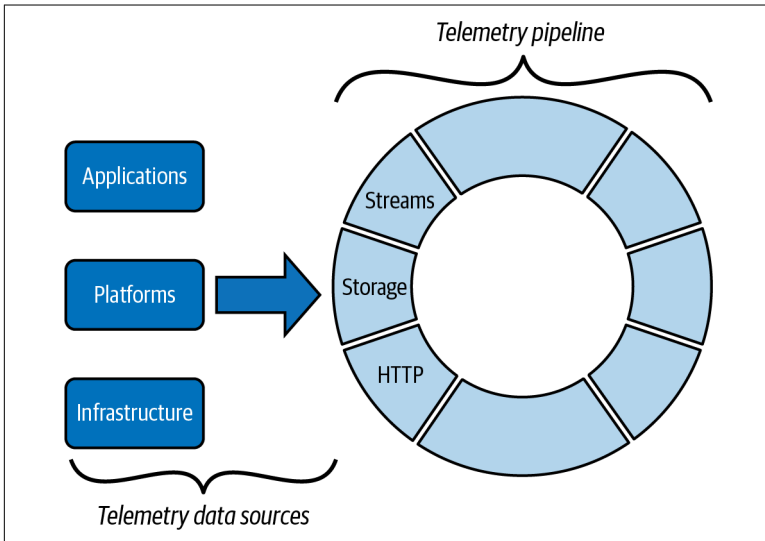 Telemetry pipeline
Applications
Streams
Platforms
Storage
HTTP
Infrastructure
Telemetry data sources